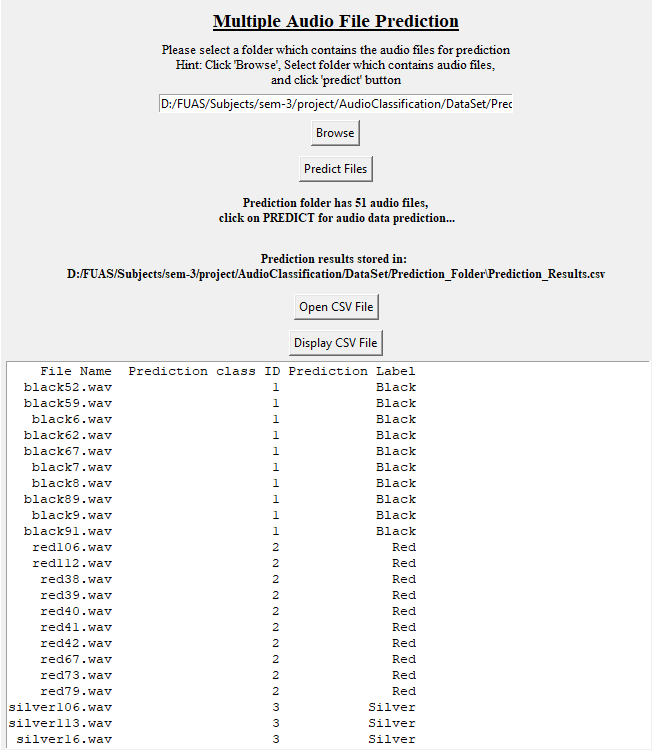 Multiple Audio File Prediction
Please select a folder which contains the audio files for prediction
Hint: Click 'Browse', Select folder which contains audio files,
and click 'predict' button
D:/FUAS/Subjects/sem-3/project/AudioClassification/DataSet/Prec
Browse
Predict Files
Prediction folder has 51 audio files,
click on PREDICT for audio data prediction...
Prediction results stored in:
D:/FUAS/Subjects/sem-3/project/AudioClassification/DataSet/Prediction_Folder\Prediction_Results.csv
Open CSV File
Display CSV File
File Name Prediction class ID Prediction Label
black52.wav 1 Black
black59.wav 1 Black
black6.wav 1 Black
black62.wav 1 Black
black67.wav 1 Black
black7.wav 1 Black
black8.wav 1 Black
black89.wav 1 Black
black9.wav 1 Black
black91.wav 1 Black
red106.wav 2 Red
red112.wav 2 Red
red38.wav 2 Red
red39.wav 2 Red
red40.wav 2 Red
red41.wav 2 Red
red42.wav 2 Red
red67.wav 2 Red
red73.wav 2 Red
red79.wav 2 Red
silver106.wav 3 Silver
silver113.wav 3 Silver
silver16.wav 3 Silver